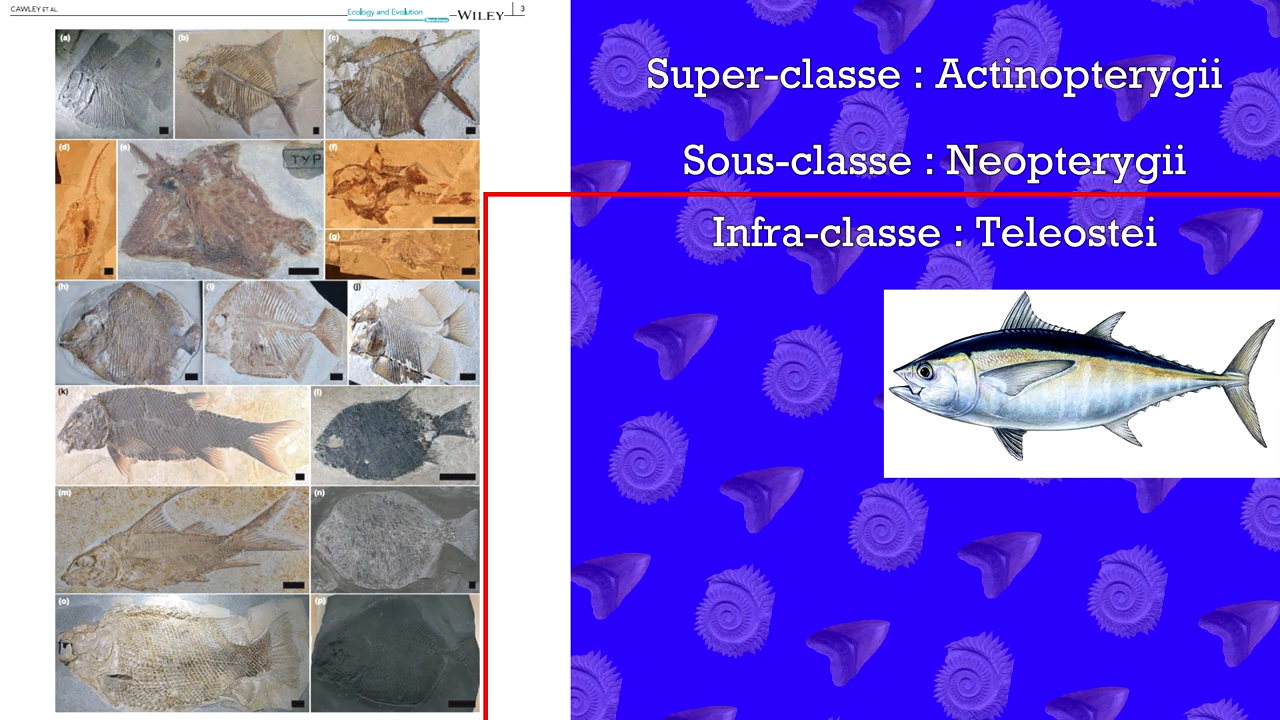 CAWLEY ET AL.
Ecology and Evolution
WILEY
3
(a)
(b)
(c)
(d)
(e)
TYP
(f)
(g)
(h)
(i)
(j)
(k)
(l)
(m)
(n)
(o)
(p)
Super-classe : Actinopterygii
Sous-classe : Neopterygii
Infra-classe : Teleostei